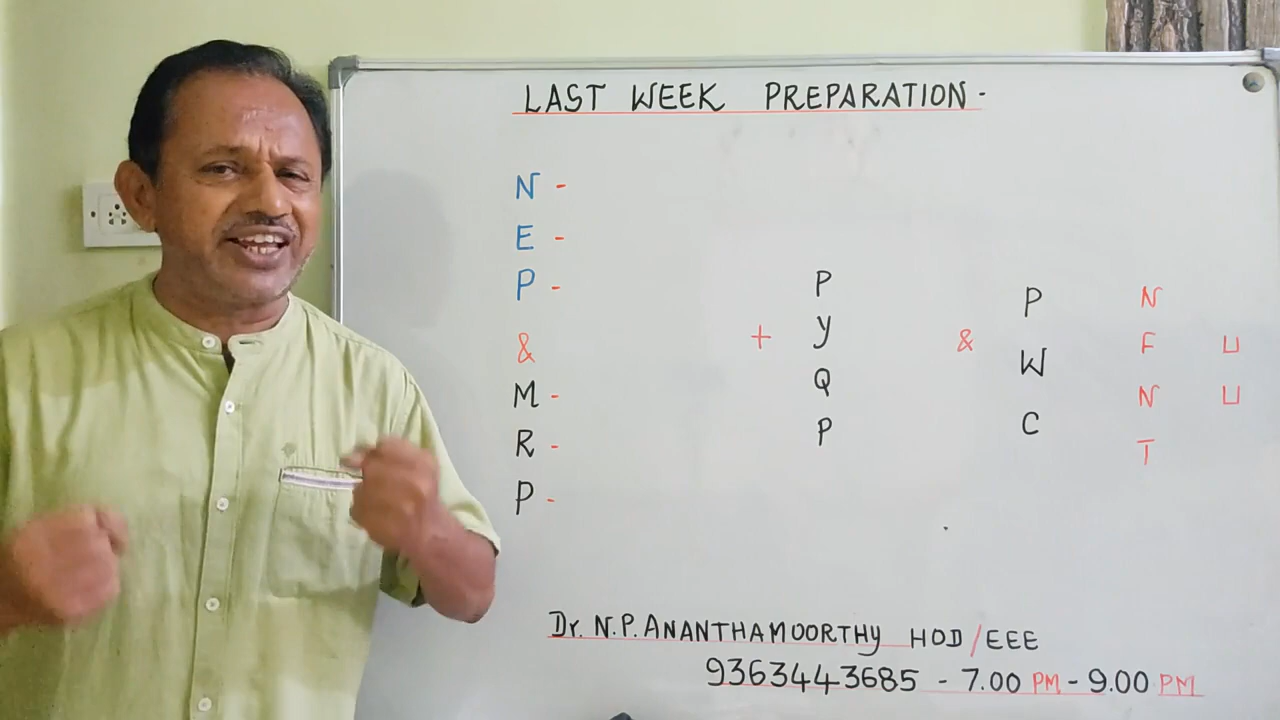 LAST WEEK PREPARATION -
N -
E -
P -
&
M -
R -
P -
+
P
Y
Q
P
&
P
W
C
N
F
N
T
U
U
Dr. N.P. ANANTHAMOORTHY HOD/EEE
9363443685 - 7.00 PM - 9.00 PM